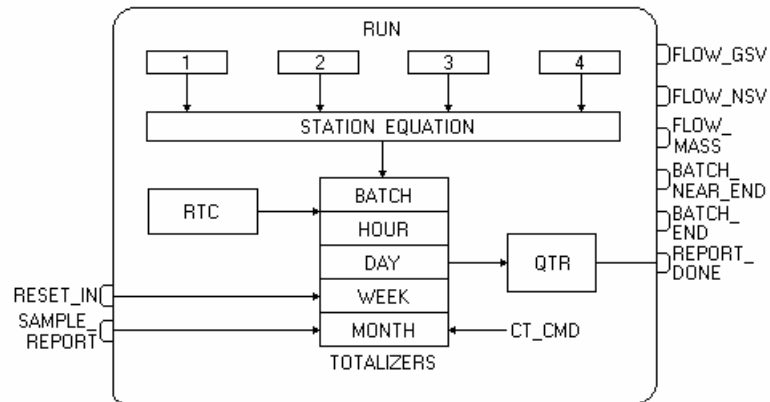 RUN
1
2
3
4
STATION EQUATION
RTC
BATCH
HOUR
DAY
WEEK
MONTH
TOTALIZERS
QTR
CT_CMD
RESET_IN
SAMPLE_
REPORT
FLOW_GSV
FLOW_NSV
FLOW_
MASS
BATCH_
NEAR_END
BATCH_
END
REPORT_
DONE